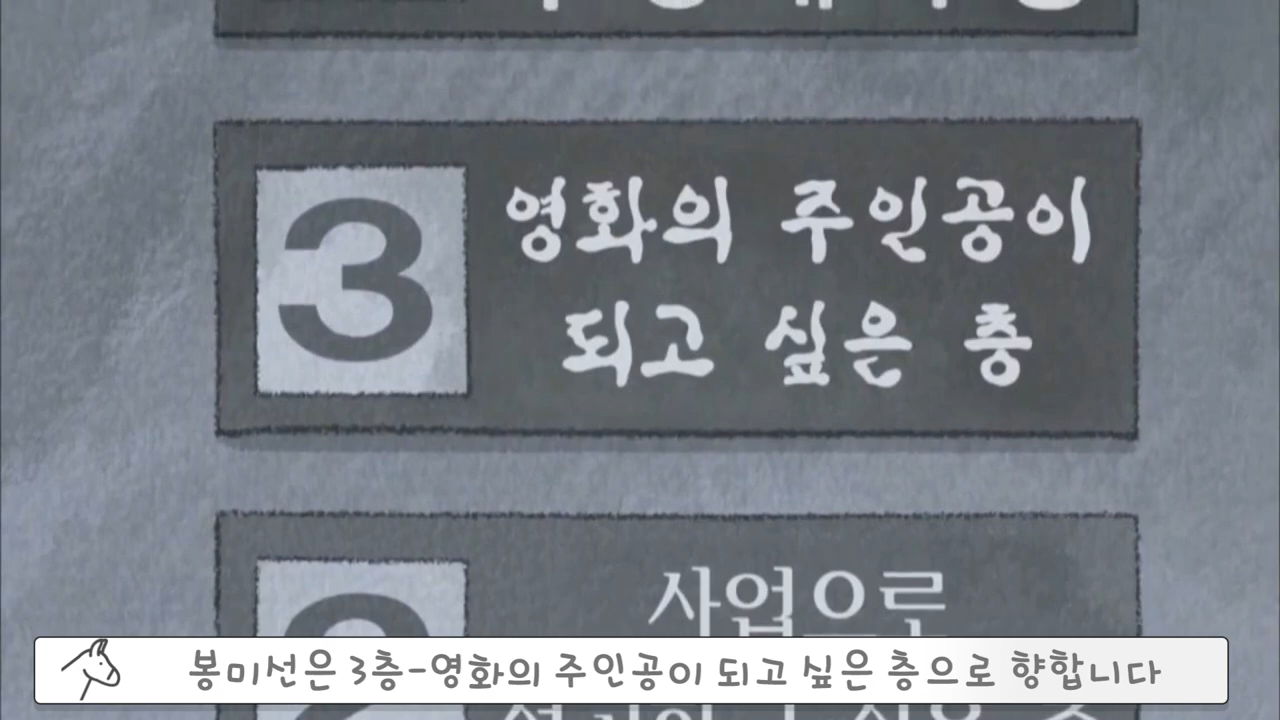 3
영화의 주인공이
되고 싶은 층
2
사업으로
봉미선은 3층-영화의 주인공이 되고 싶은 층으로 향합니다